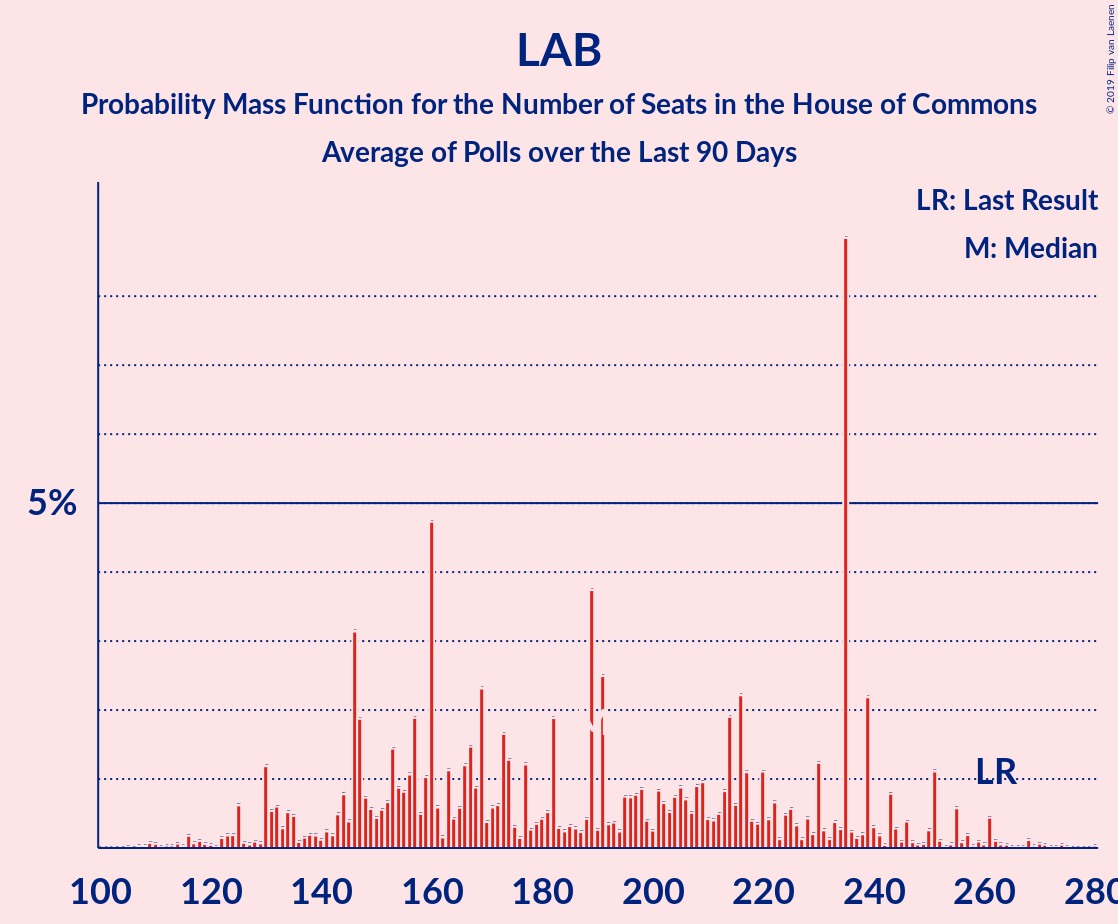 LAB
Probability Mass Function for the Number of Seats in the House of Commons
Average of Polls over the Last 90 Days
© 2019 Filip van Laenen
LR: Last Result
M: Median
5%
LR
100 120 140 160 180 200 220 240 260 280